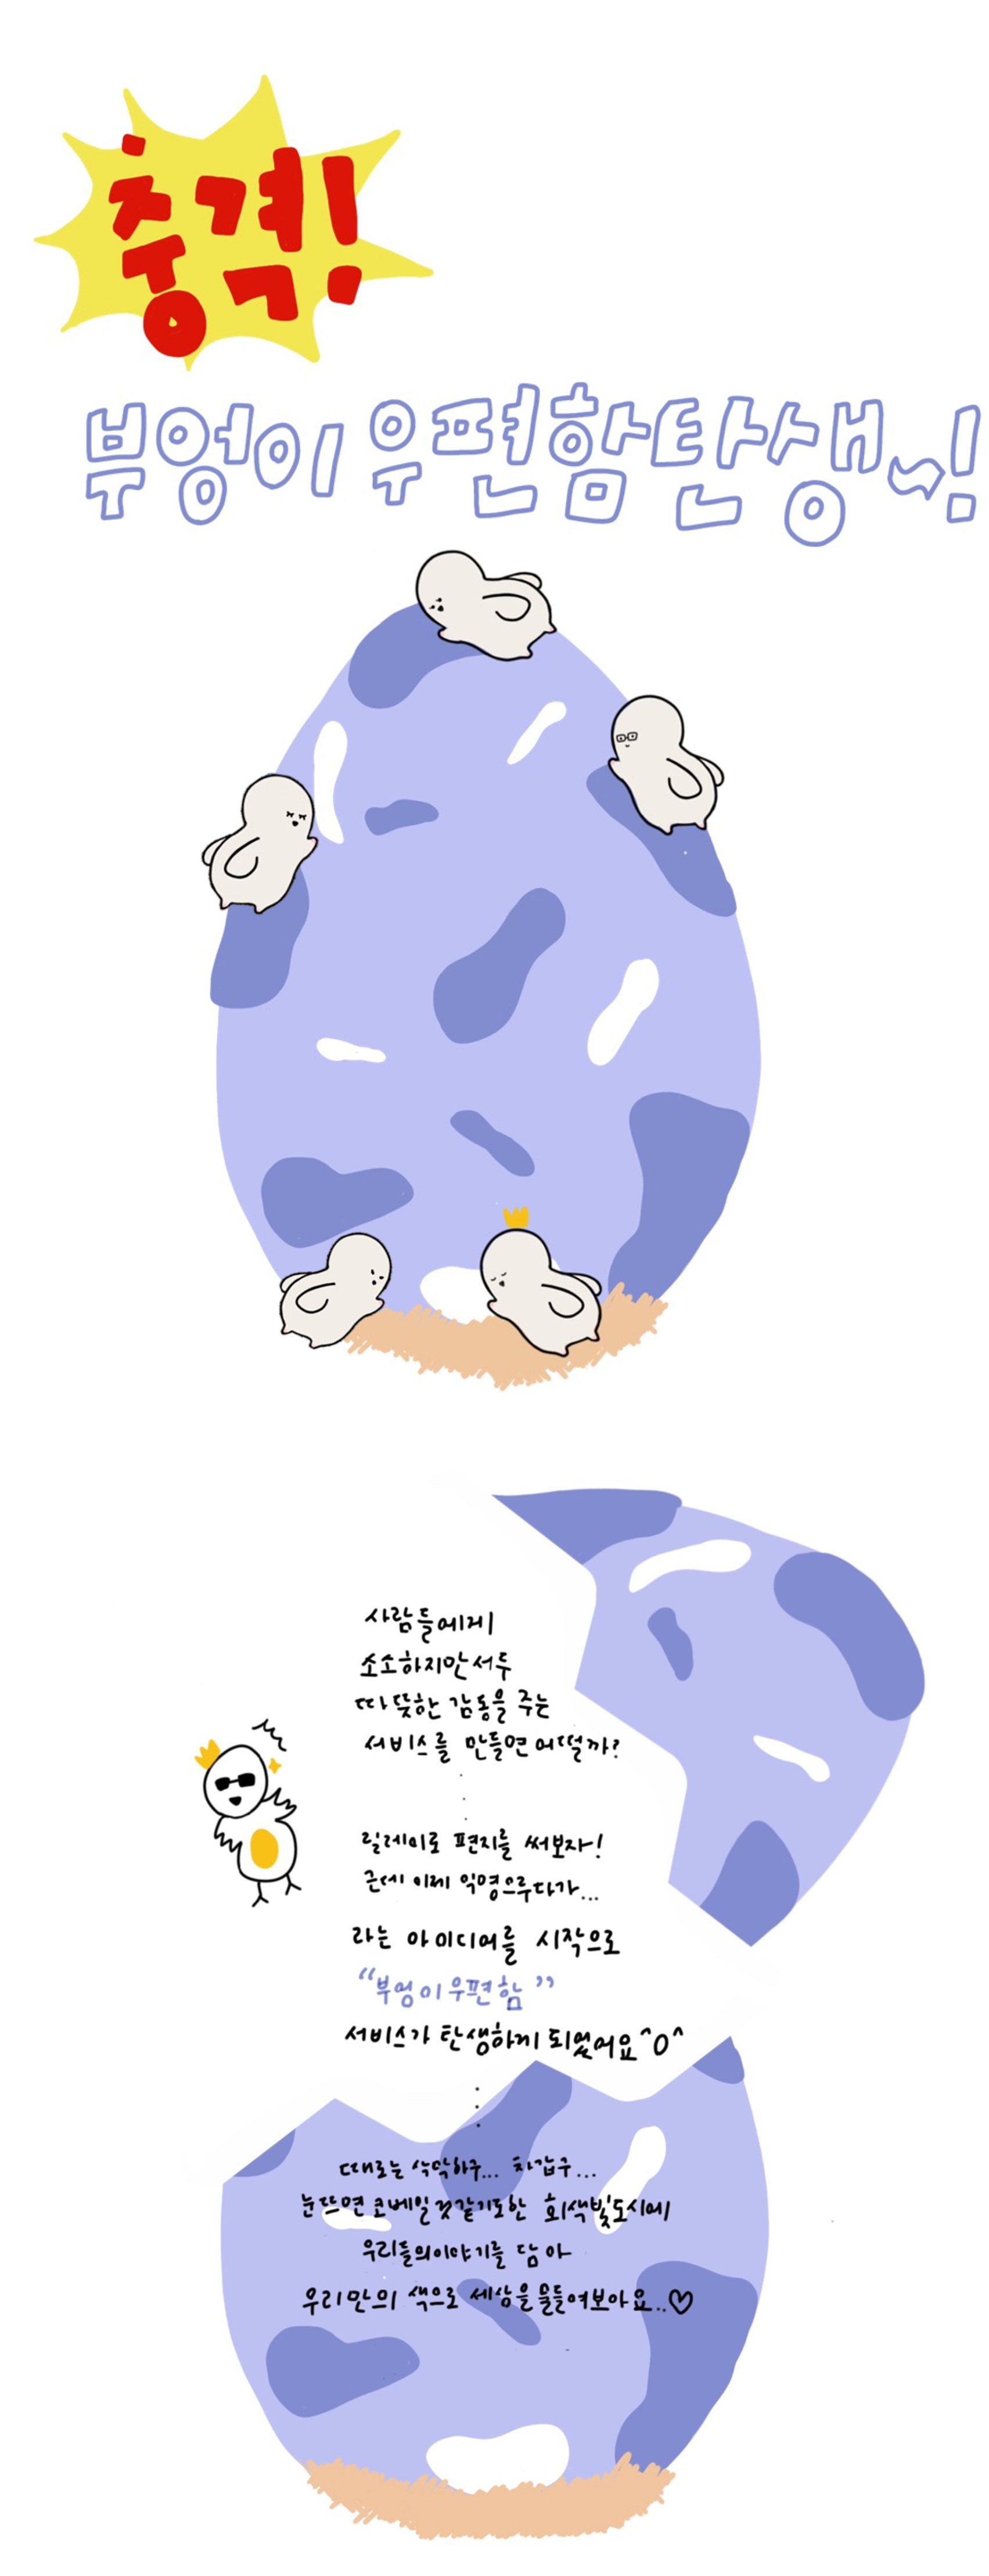 충격!
부엉이 우편함 탄생~!
사람들에게
소소하지만서두
따뜻한 감동을 주는
서비스를 만들면 어떨까?
릴레이로 편지를 써보자!
근데 이제 익명으루다가...
라는 아이디어를 시작으로
“부엉이우편함”
서비스가 탄생하게 되었어요^o^
때로는 삭막하구... 차갑구...
눈뜨면 코베일것같기도한 회색빛도시에
우리들의이야기를 담아
우리만의 색으로 세상을 물들여보아요..♡